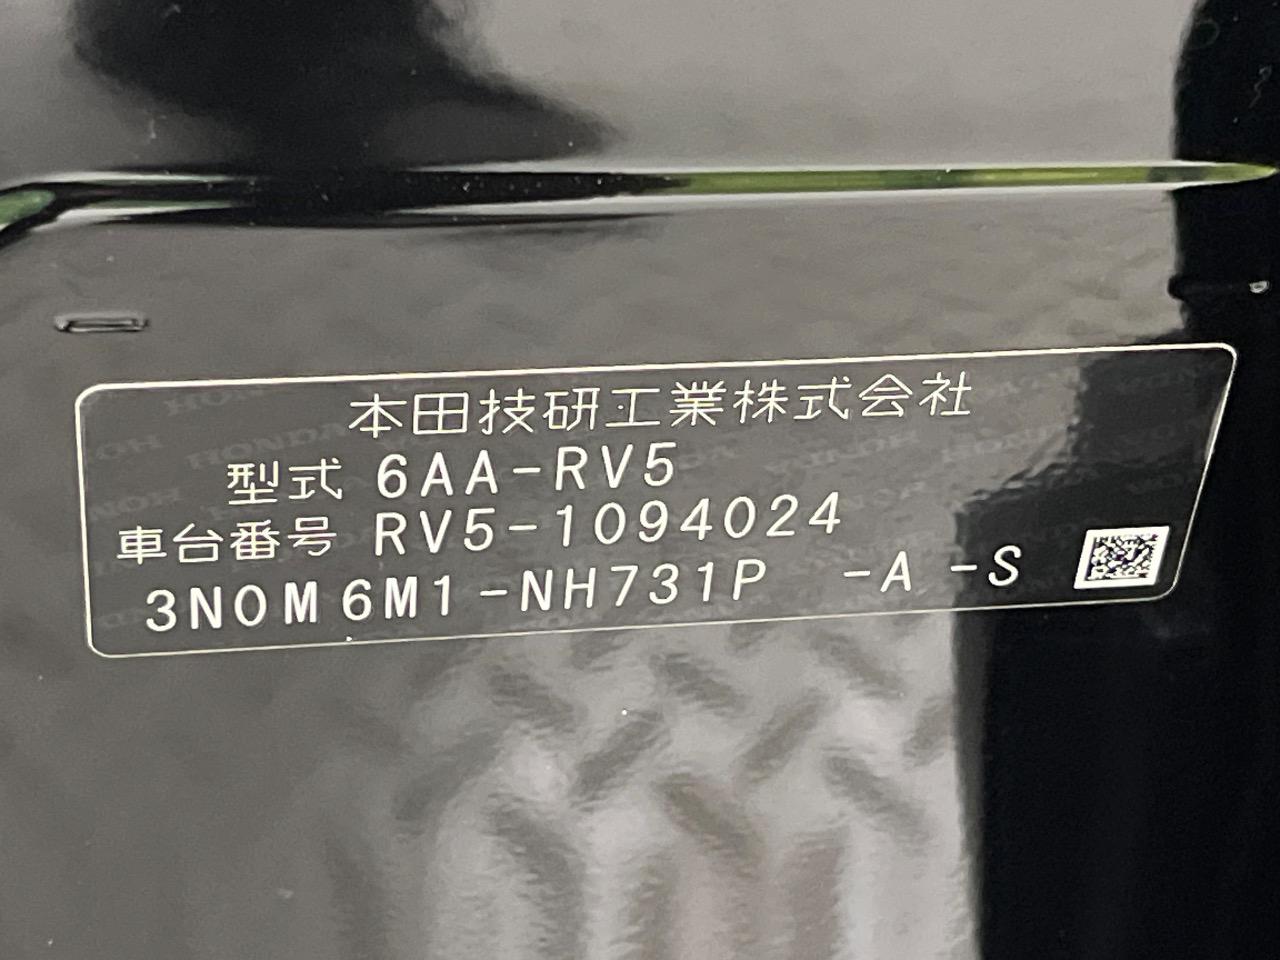 本田技研工業株式会社
型式 6AA-RV5
車台番号 RV5-1094024
3NOM6M1-NH731P -A -S